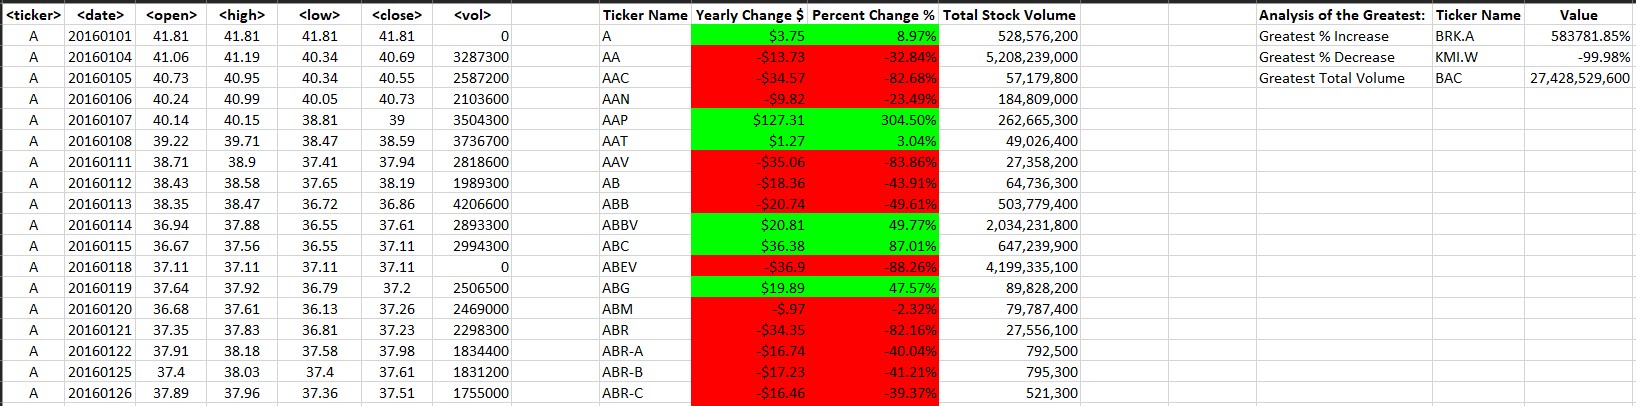 <ticker> <date> <open> <high> <low> <close> <vol> Ticker Name Yearly Change $ Percent Change % Total Stock Volume Analysis of the Greatest: Ticker Name Value
A 20160101 41.81 41.81 41.81 41.81 0 A $3.75 8.97% 528,576,200 Greatest % Increase BRK.A 583781.85%
A 20160104 41.06 41.19 40.34 40.69 3287300 AA -$13.73 -32.84% 5,208,239,000 Greatest % Decrease KMI.W -99.98%
A 20160105 40.73 40.95 40.34 40.55 2587200 AAC -$34.57 -82.68% 57,179,800 Greatest Total Volume BAC 27,428,529,600
A 20160106 40.24 40.99 40.05 40.73 2103600 AAN -$9.82 -23.49% 184,809,000
A 20160107 40.14 40.15 38.81 39 3504300 AAP $127.31 304.50% 262,665,300
A 20160108 39.22 39.71 38.47 38.59 3736700 AAT $1.27 3.04% 49,026,400
A 20160111 38.71 38.9 37.41 37.94 2818600 AAV -$35.06 -83.86% 27,358,200
A 20160112 38.43 38.58 37.65 38.19 1989300 AB -$18.36 -43.91% 64,736,300
A 20160113 38.35 38.47 36.72 36.86 4206600 ABB -$20.74 -49.61% 503,779,400
A 20160114 36.94 37.88 36.55 37.61 2893300 ABBV $20.81 49.77% 2,034,231,800
A 20160115 36.67 37.56 36.55 37.11 2994300 ABC $36.38 87.01% 647,239,900
A 20160118 37.11 37.11 37.11 37.11 0 ABEV -$36.9 -88.26% 4,199,335,100
A 20160119 37.64 37.92 36.79 37.2 2506500 ABG $19.89 47.57% 89,828,200
A 20160120 36.68 37.61 36.13 37.26 2469000 ABM -$.97 -2.32% 79,787,400
A 20160121 37.35 37.83 36.81 37.23 2298300 ABR -$34.35 -82.16% 27,556,100
A 20160122 37.91 38.18 37.58 37.98 1834400 ABR-A -$16.74 -40.04% 792,500
A 20160125 37.4 38.03 37.4 37.61 1831200 ABR-B -$17.23 -41.21% 795,300
A 20160126 37.89 37.96 37.36 37.51 1755000 ABR-C -$16.46 -39.37% 521,300